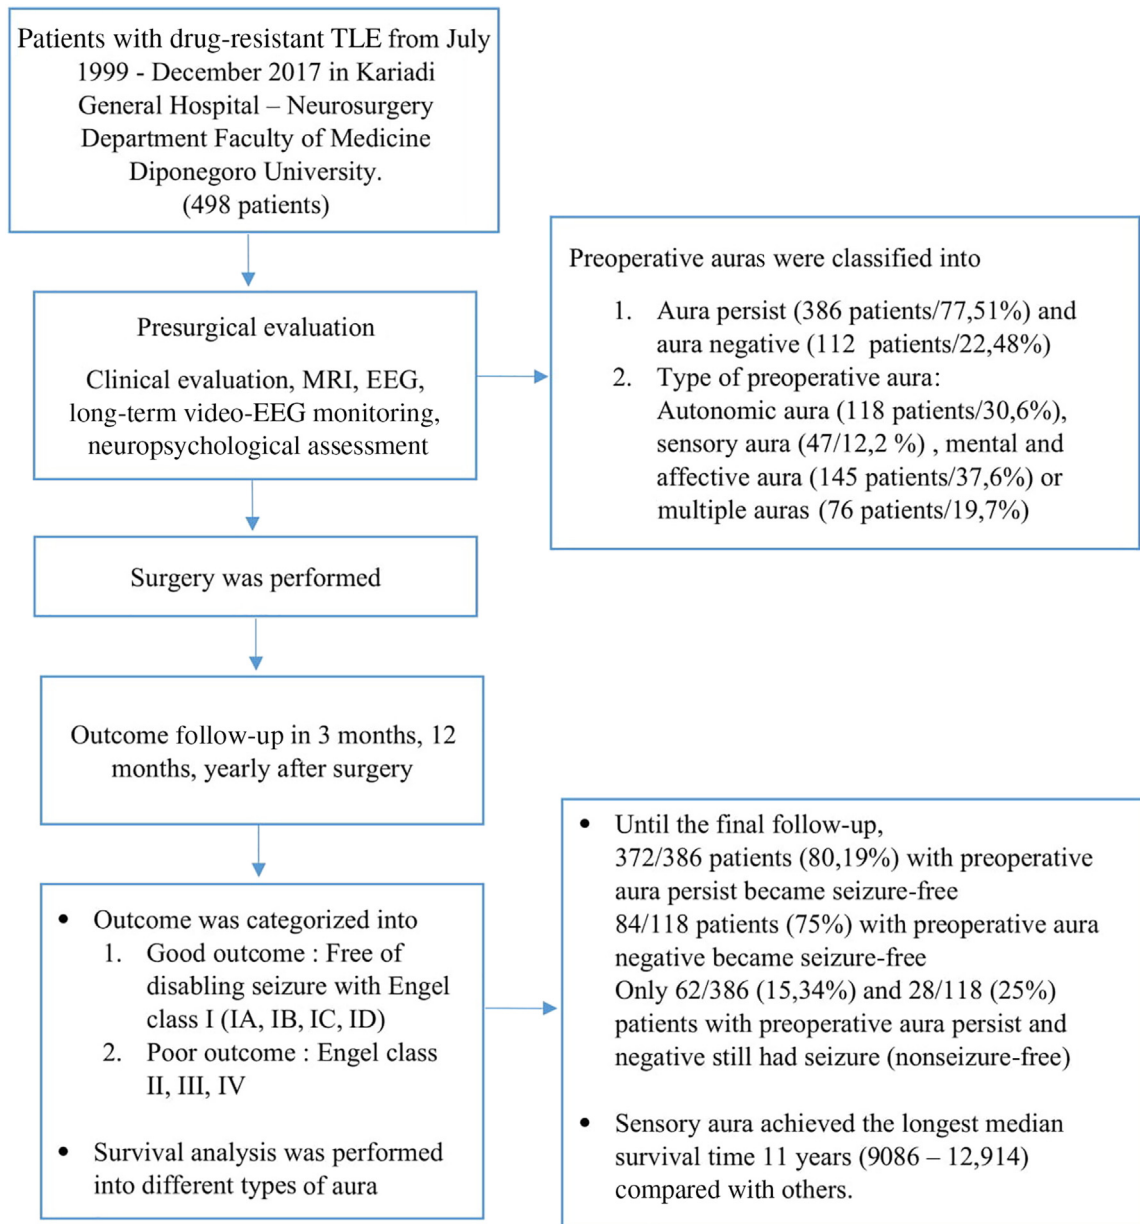 Patients with drug-resistant TLE from July
1999 - December 2017 in Kariadi
General Hospital – Neurosurgery
Department Faculty of Medicine
Diponegoro University.
(498 patients)
Presurgical evaluation
Clinical evaluation, MRI, EEG,
long-term video-EEG monitoring,
neuropsychological assessment
Preoperative auras were classified into
1. Aura persist (386 patients/77,51%) and
aura negative (112 patients/22,48%)
2. Type of preoperative aura:
Autonomic aura (118 patients/30,6%),
sensory aura (47/12,2 %) , mental and
affective aura (145 patients/37,6%) or
multiple auras (76 patients/19,7%)
Surgery was performed
Outcome follow-up in 3 months, 12
months, yearly after surgery
• Outcome was categorized into
1. Good outcome : Free of
disabling seizure with Engel
class I (IA, IB, IC, ID)
2. Poor outcome : Engel class
II, III, IV
• Survival analysis was performed
into different types of aura
• Until the final follow-up,
372/386 patients (80,19%) with preoperative
aura persist became seizure-free
84/118 patients (75%) with preoperative aura
negative became seizure-free
Only 62/386 (15,34%) and 28/118 (25%)
patients with preoperative aura persist and
negative still had seizure (nonseizure-free)
• Sensory aura achieved the longest median
survival time 11 years (9086 – 12,914)
compared with others.